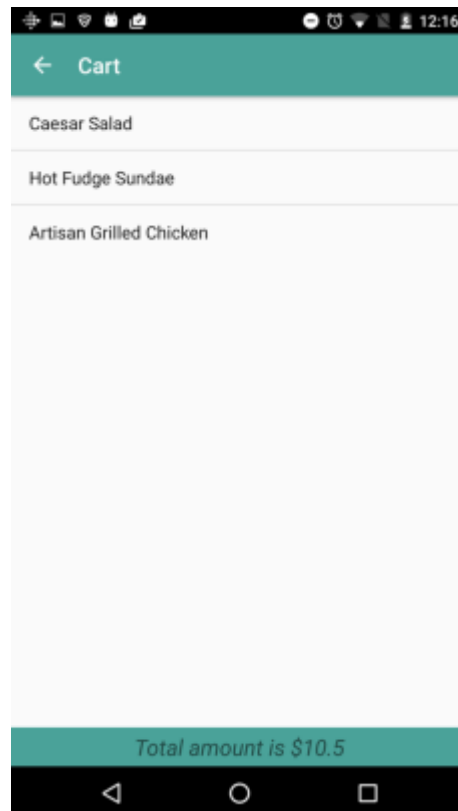 12:16
Cart
Caesar Salad
Hot Fudge Sundae
Artisan Grilled Chicken
Total amount is $10.5